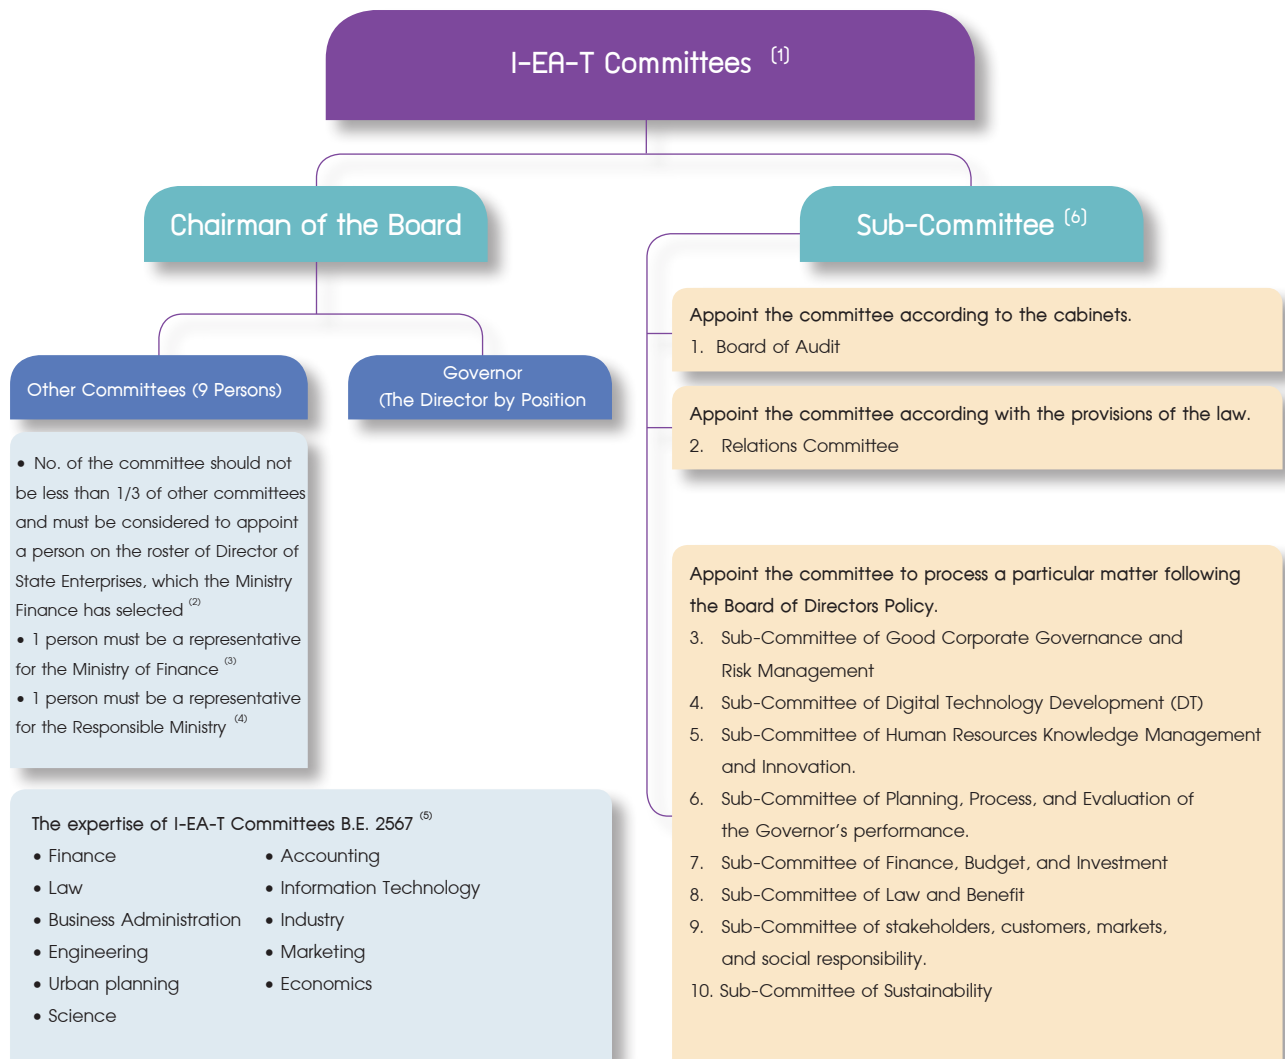 I-EA-T Committees (1)
Chairman of the Board
Other Committees (9 Persons)
Governor
(The Director by Position
• No. of the committee should not
be less than 1/3 of other committees
and must be considered to appoint
a person on the roster of Director of
State Enterprises, which the Ministry
Finance has selected (2)
• 1 person must be a representative
for the Ministry of Finance (3)
• 1 person must be a representative
for the Responsible Ministry (4)
The expertise of I-EA-T Committees B.E. 2567 (5)
• Finance
• Law
• Business Administration
• Engineering
• Urban planning
• Science
• Accounting
• Information Technology
• Industry
• Marketing
• Economics
Sub-Committee (6)
Appoint the committee according to the cabinets.
1. Board of Audit
Appoint the committee according with the provisions of the law.
2. Relations Committee
Appoint the committee to process a particular matter following
the Board of Directors Policy.
3. Sub-Committee of Good Corporate Governance and
Risk Management
4. Sub-Committee of Digital Technology Development (DT)
5. Sub-Committee of Human Resources Knowledge Management
and Innovation.
6. Sub-Committee of Planning, Process, and Evaluation of
the Governor's performance.
7. Sub-Committee of Finance, Budget, and Investment
8. Sub-Committee of Law and Benefit
9. Sub-Committee of stakeholders, customers, markets,
and social responsibility.
10. Sub-Committee of Sustainability